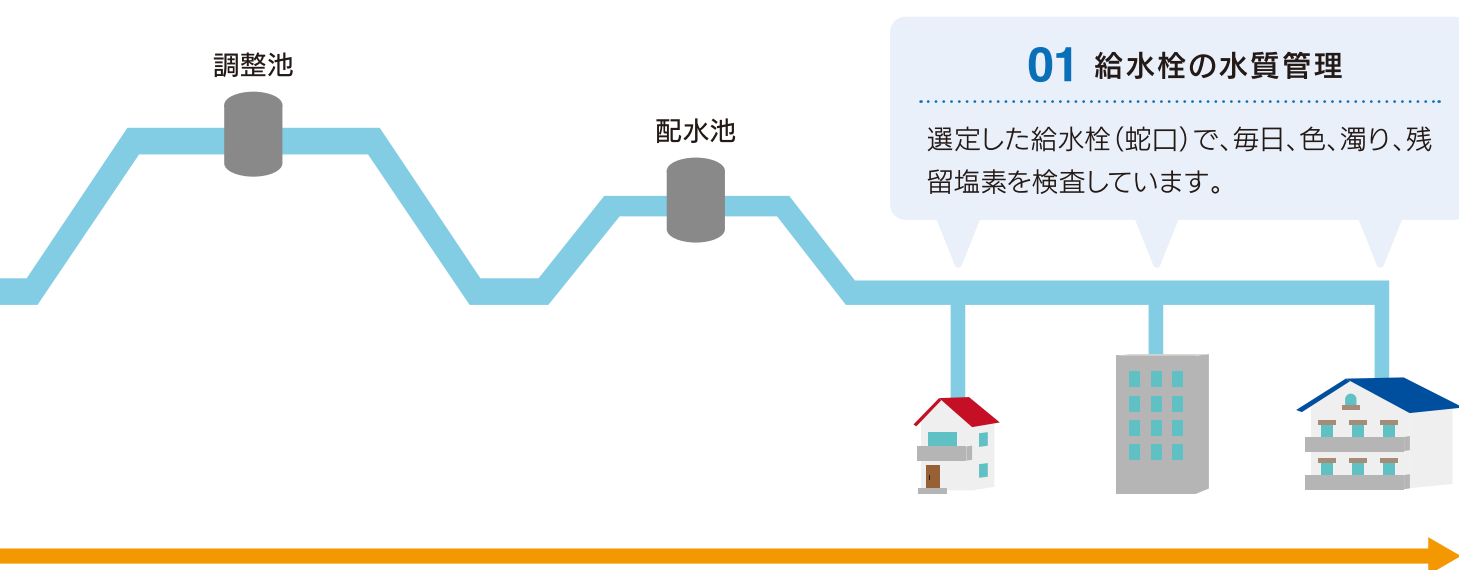 調整池
配水池
01 給水栓の水質管理
選定した給水栓（蛇口）で、毎日、色、濁り、残
留塩素を検査しています。